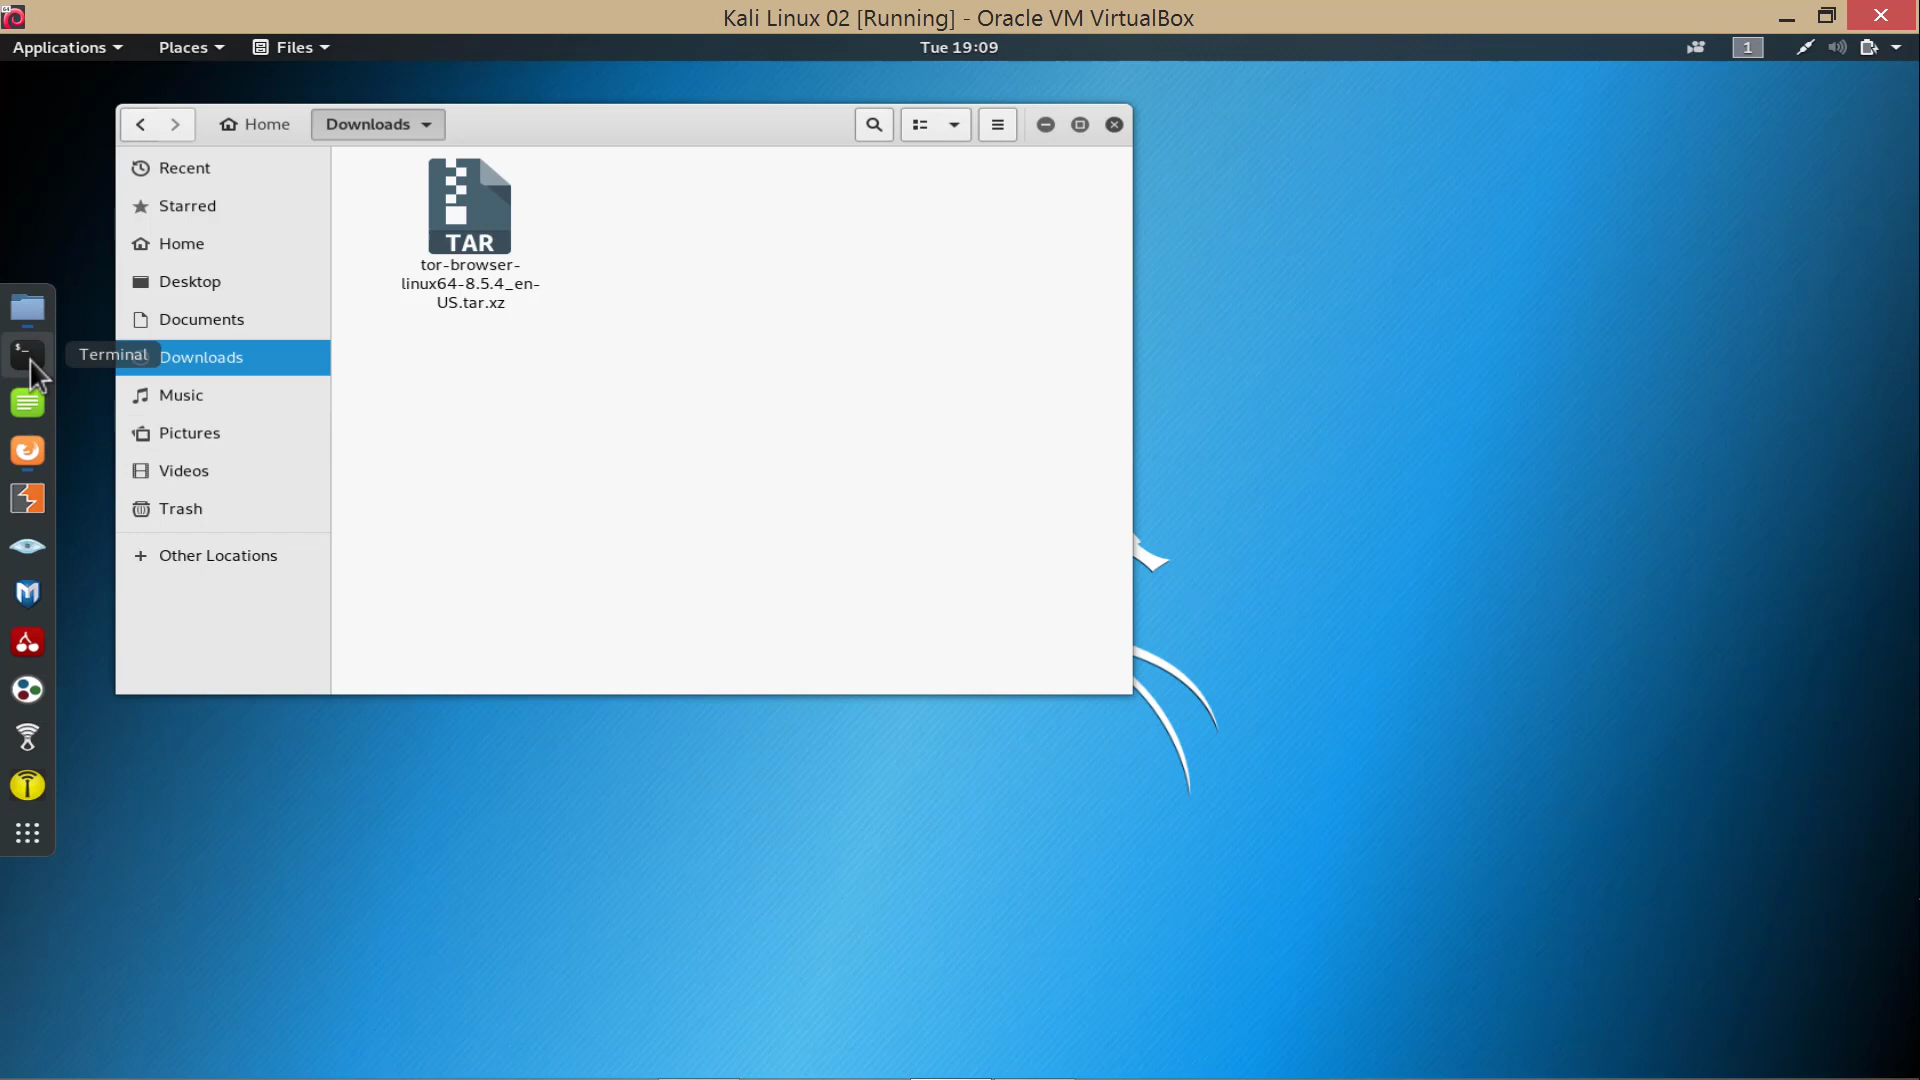 Kali Linux 02 [Running] - Oracle VM VirtualBox
Applications Places Files Tue 19:09 1
Home Downloads
Recent
Starred
Home
Desktop
Documents
Terminal Downloads
Music
Pictures
Videos
Trash
Other Locations
TAR
tor-browser-
linux64-8.5.4_en-
US.tar.xz
$_
64